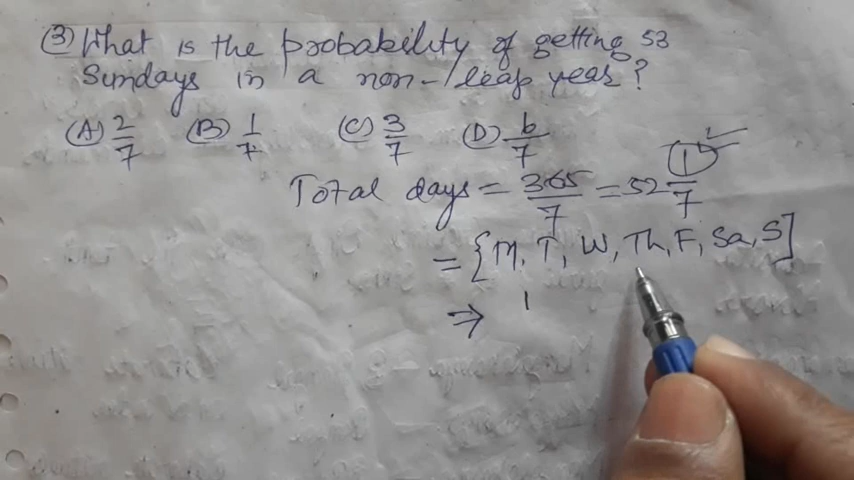 (3) What is the probability of getting 53
Sundays in a non-leap year?
(A) 2/7 (B) 1/7 (C) 3/7 (D) 6/7
Total days = 365/7 = 52 1/7
= {M, T, W, Th, F, Sa, S]
⇒ 1